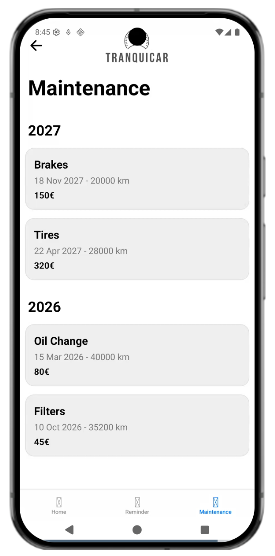 8:45
TRANQUICAR
Maintenance
2027
Brakes
18 Nov 2027 · 20000 km
150€
Tires
22 Apr 2027 - 28000 km
320€
2026
Oil Change
15 Mar 2026 - 40000 km
80€
Filters
10 Oct 2026 - 35200 km
45€
Home Reminder Maintenance